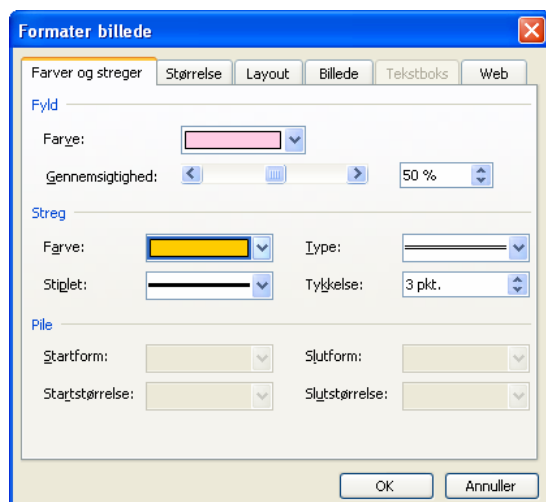 Formater billede
Farver og streger Størrelse Layout Billede Tekstboks Web
Fyld
Farve:
Gennemsigtighed: 50 %
Streg
Farve: Type:
Stiplet: Tykkelse: 3 pkt.
Pile
Startform: Slutform:
Startstørrelse: Slutstørrelse:
OK Annuller